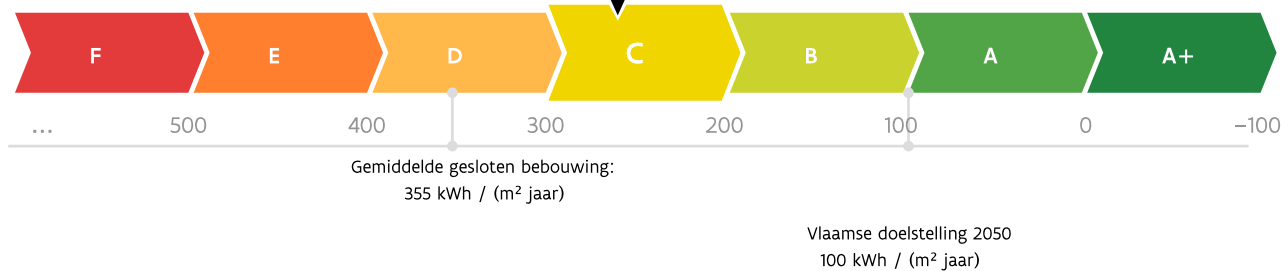 F E D C B A A+
... 500 400 300 200 100 0 –100
Gemiddelde gesloten bebouwing:
355 kWh / (m² jaar)
Vlaamse doelstelling 2050
100 kWh / (m² jaar)